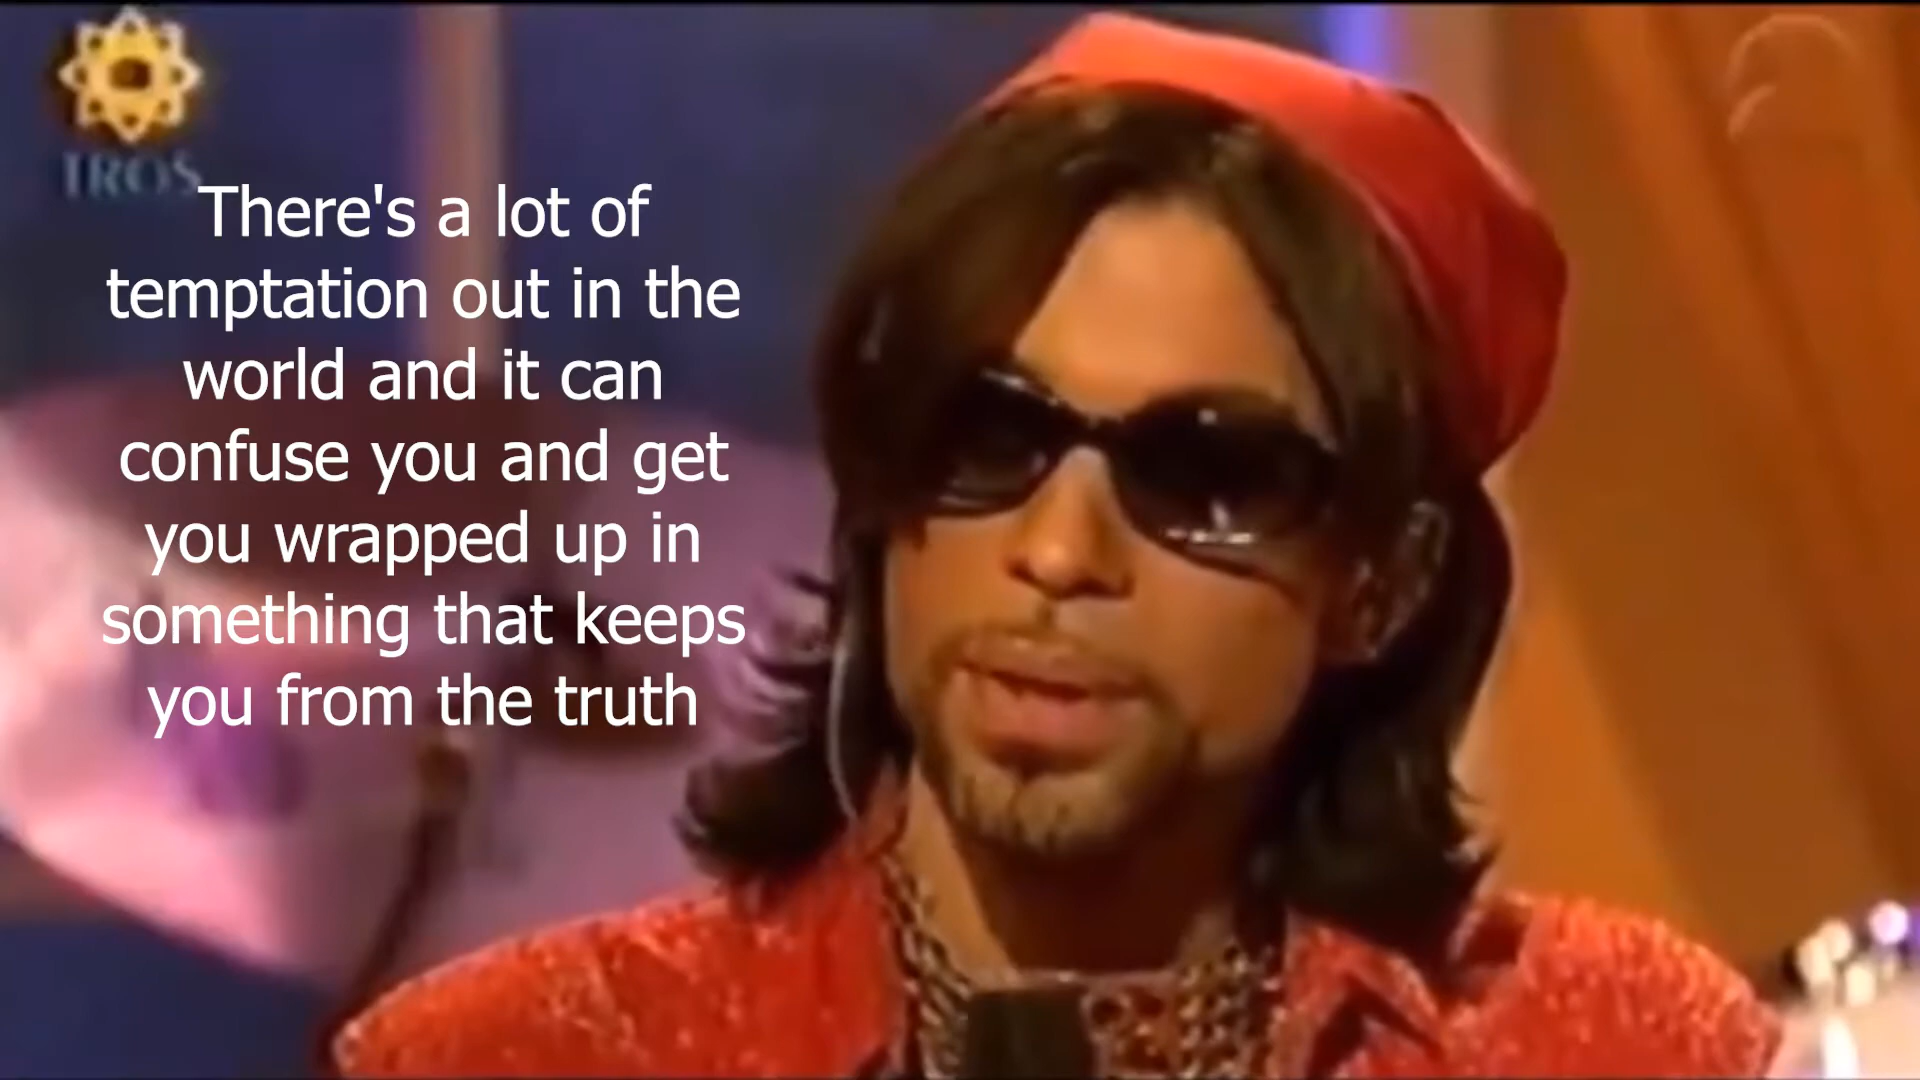 TROS
There's a lot of
temptation out in the
world and it can
confuse you and get
you wrapped up in
something that keeps
you from the truth